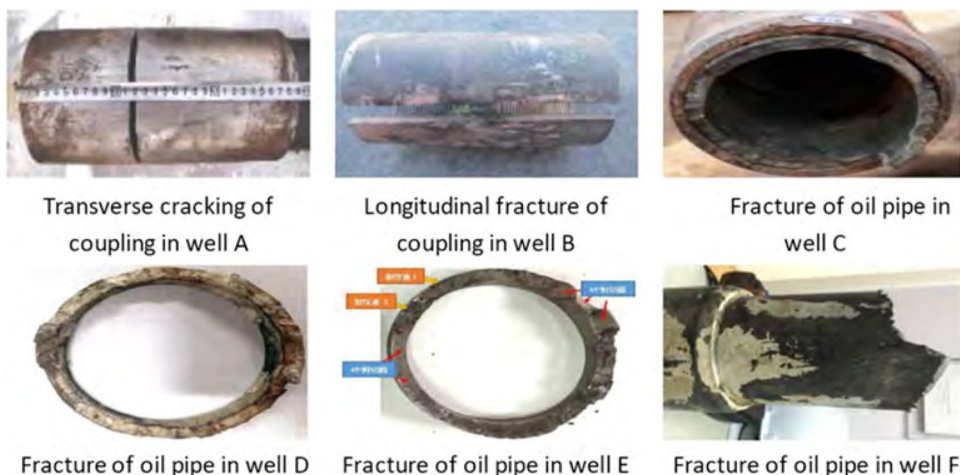 Transverse cracking of
coupling in well A
Longitudinal fracture of
coupling in well B
Fracture of oil pipe in
well C
Fracture of oil pipe in well D
Fracture of oil pipe in well E
Fracture of oil pipe in well F